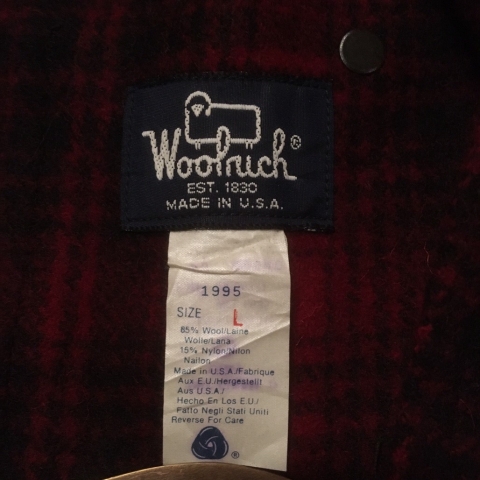 Woolrich®
EST. 1830
MADE IN U.S.A.
1995
SIZE L
85% Wool/Laine
Wolle/Lana
15% Nylon/Nilon
Nailon
Made in U.S.A./Fabrique
Aux E.U./Hergestellt
Aus U.S.A./
Hecho En Los E.U./
Fatto Negli Stati Uniti
Reverse For Care
®